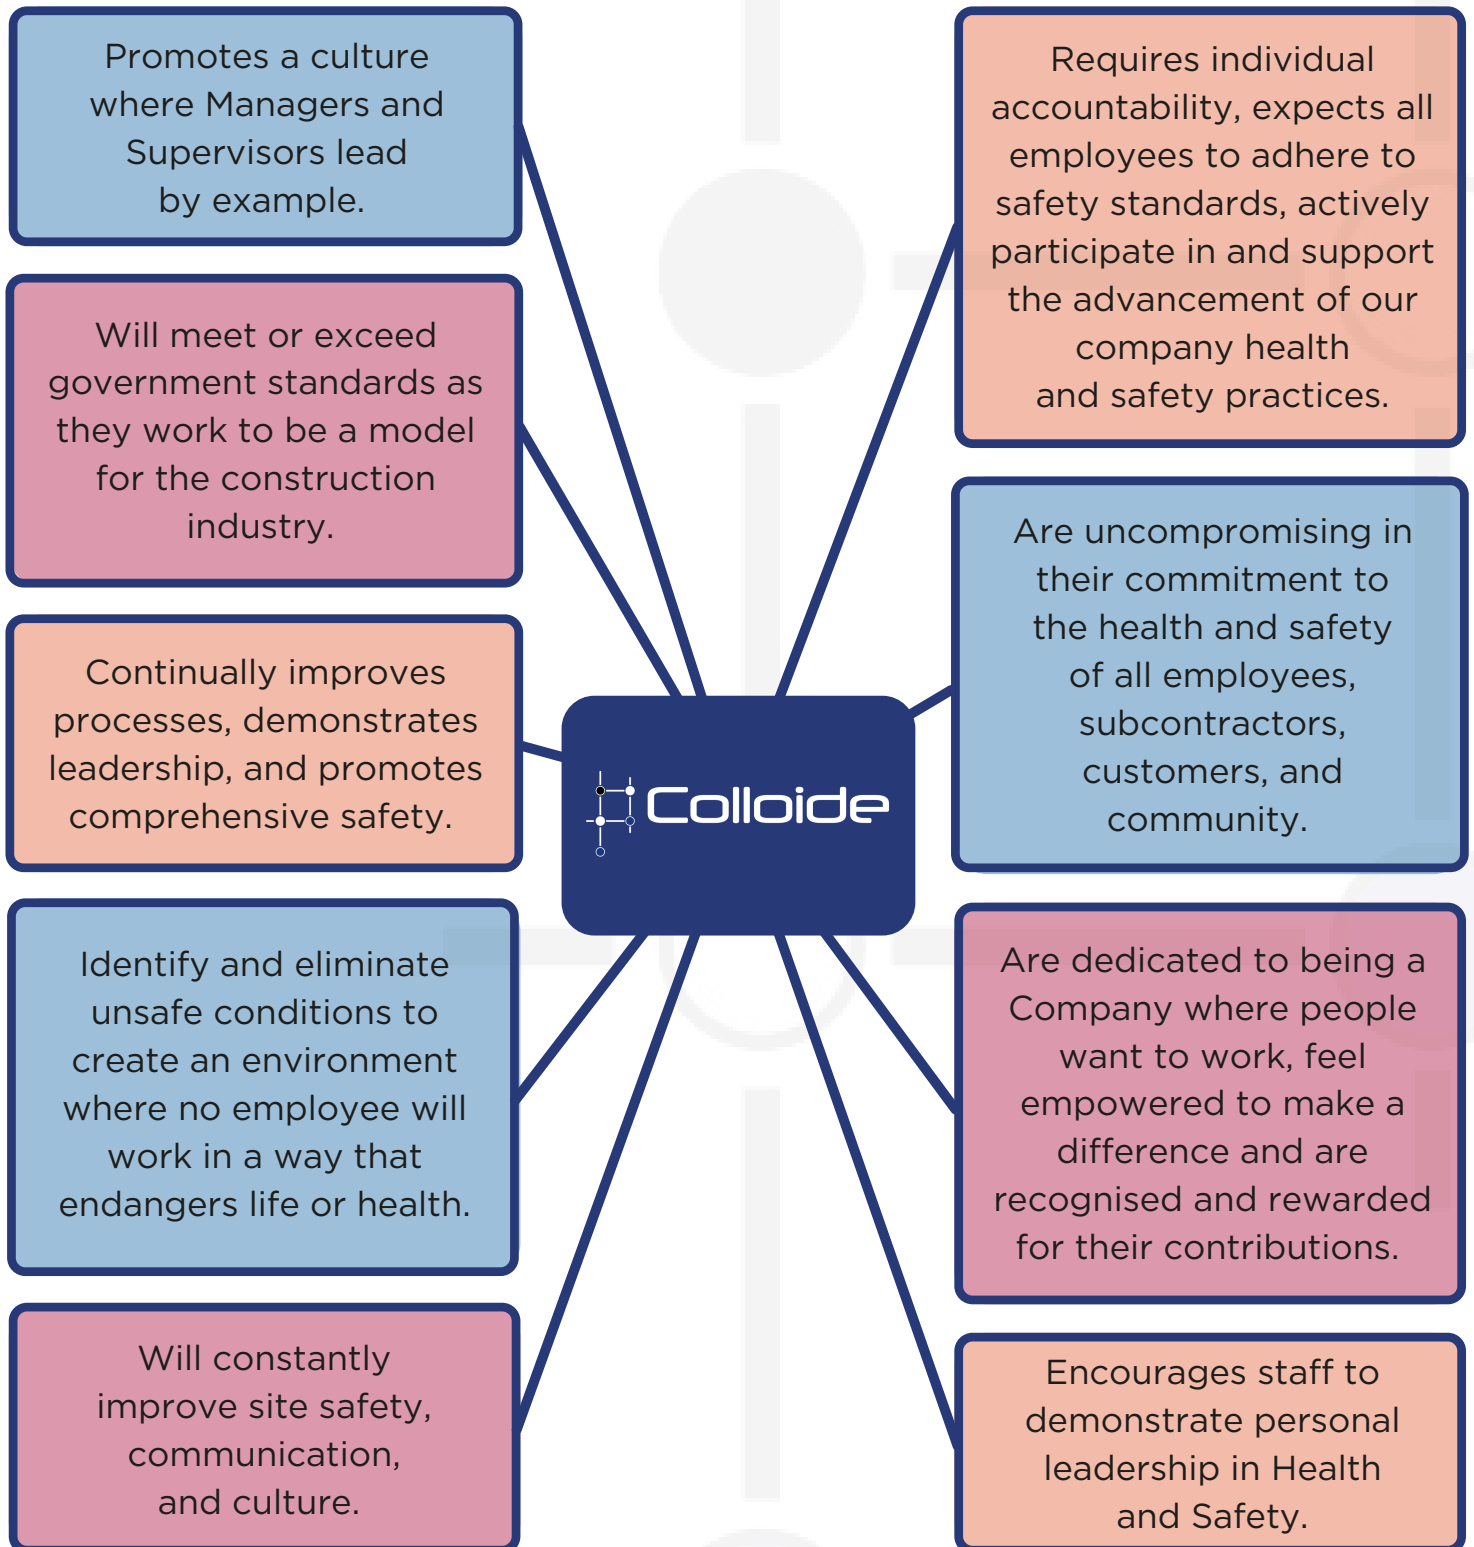 Promotes a culture
where Managers and
Supervisors lead
by example.
Will meet or exceed
government standards as
they work to be a model
for the construction
industry.
Continually improves
processes, demonstrates
leadership, and promotes
comprehensive safety.
Identify and eliminate
unsafe conditions to
create an environment
where no employee will
work in a way that
endangers life or health.
Will constantly
improve site safety,
communication,
and culture.
Colloide
Requires individual
accountability, expects all
employees to adhere to
safety standards, actively
participate in and support
the advancement of our
company health
and safety practices.
Are uncompromising in
their commitment to
the health and safety
of all employees,
subcontractors,
customers, and
community.
Are dedicated to being a
Company where people
want to work, feel
empowered to make a
difference and are
recognised and rewarded
for their contributions.
Encourages staff to
demonstrate personal
leadership in Health
and Safety.